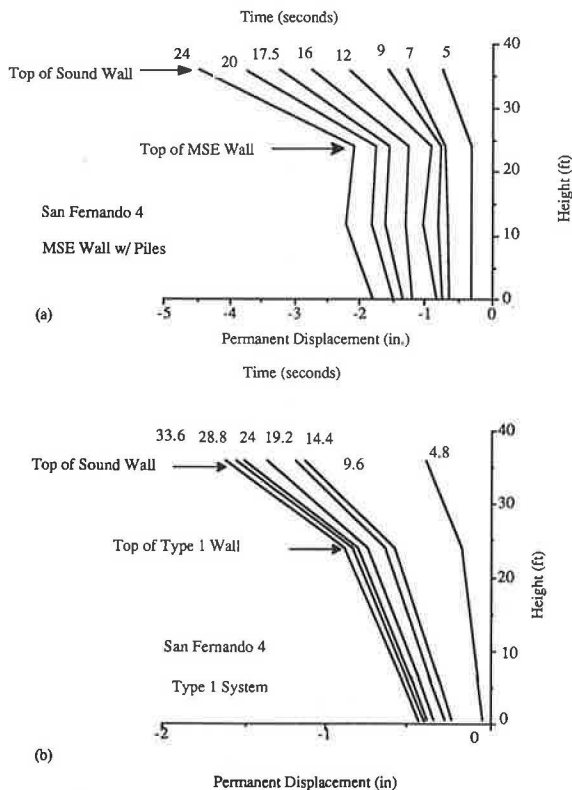 Time (seconds)
24 20 17.5 16 12 9 7 5
40
Top of Sound Wall
30
Top of MSE Wall
20
Height (ft)
San Fernando 4
10
MSE Wall w/ Piles
0
(a)
-5 -4 -3 -2 -1 0
Permanent Displacement (in.)
Time (seconds)
33.6 28.8 24 19.2 14.4 9.6 4.8
40
Top of Sound Wall
30
Top of Type 1 Wall
20
Height (ft)
San Fernando 4
10
Type 1 System
0
-2 -1 0
(b)
Permanent Displacement (in)